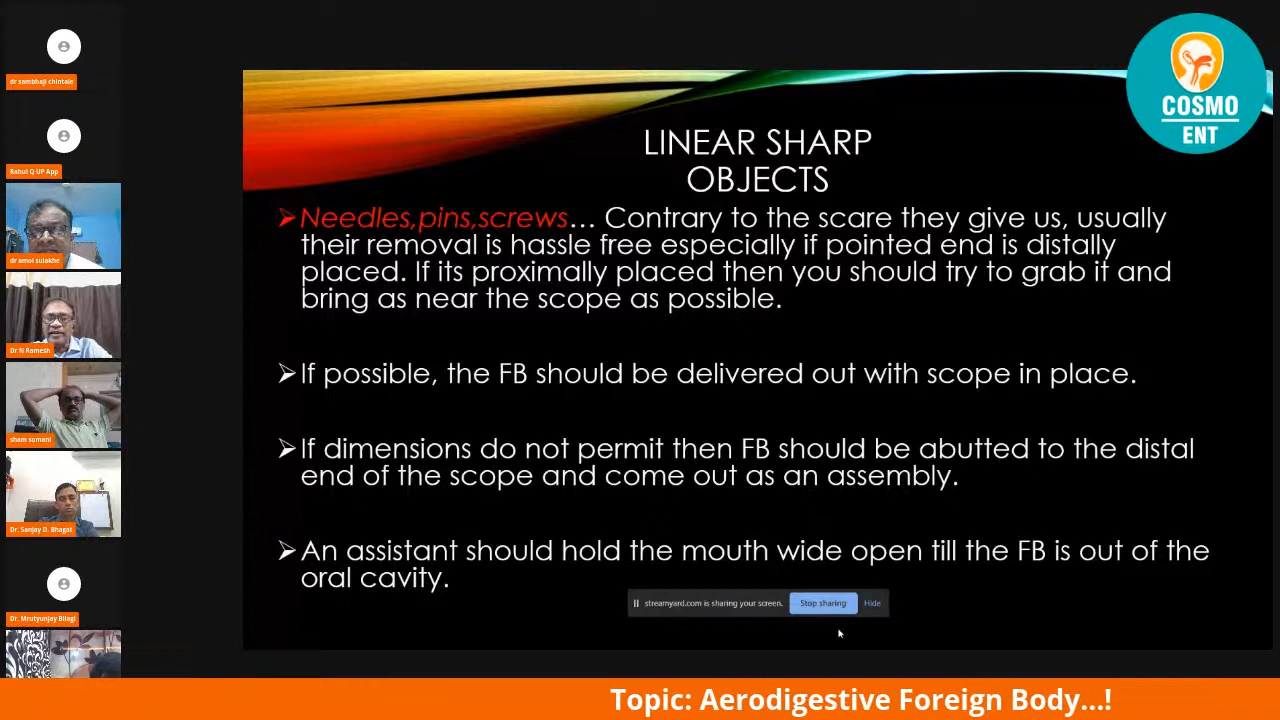 dr sambhaji chintale
Rahul Q UP App
dr amol sulakhe
Dr N Ramesh
sham somani
Dr. Sanjay D. Bhagat
Dr. Mrutyunjay Bilagi
COSMO
ENT
LINEAR SHARP
OBJECTS
Needles,pins,screws... Contrary to the scare they give us, usually
their removal is hassle free especially if pointed end is distally
placed. If its proximally placed then you should try to grab it and
bring as near the scope as possible.
If possible, the FB should be delivered out with scope in place.
If dimensions do not permit then FB should be abutted to the distal
end of the scope and come out as an assembly.
An assistant should hold the mouth wide open till the FB is out of the
oral cavity.
streamyard.com is sharing your screen. Stop sharing Hide
Topic: Aerodigestive Foreign Body...!